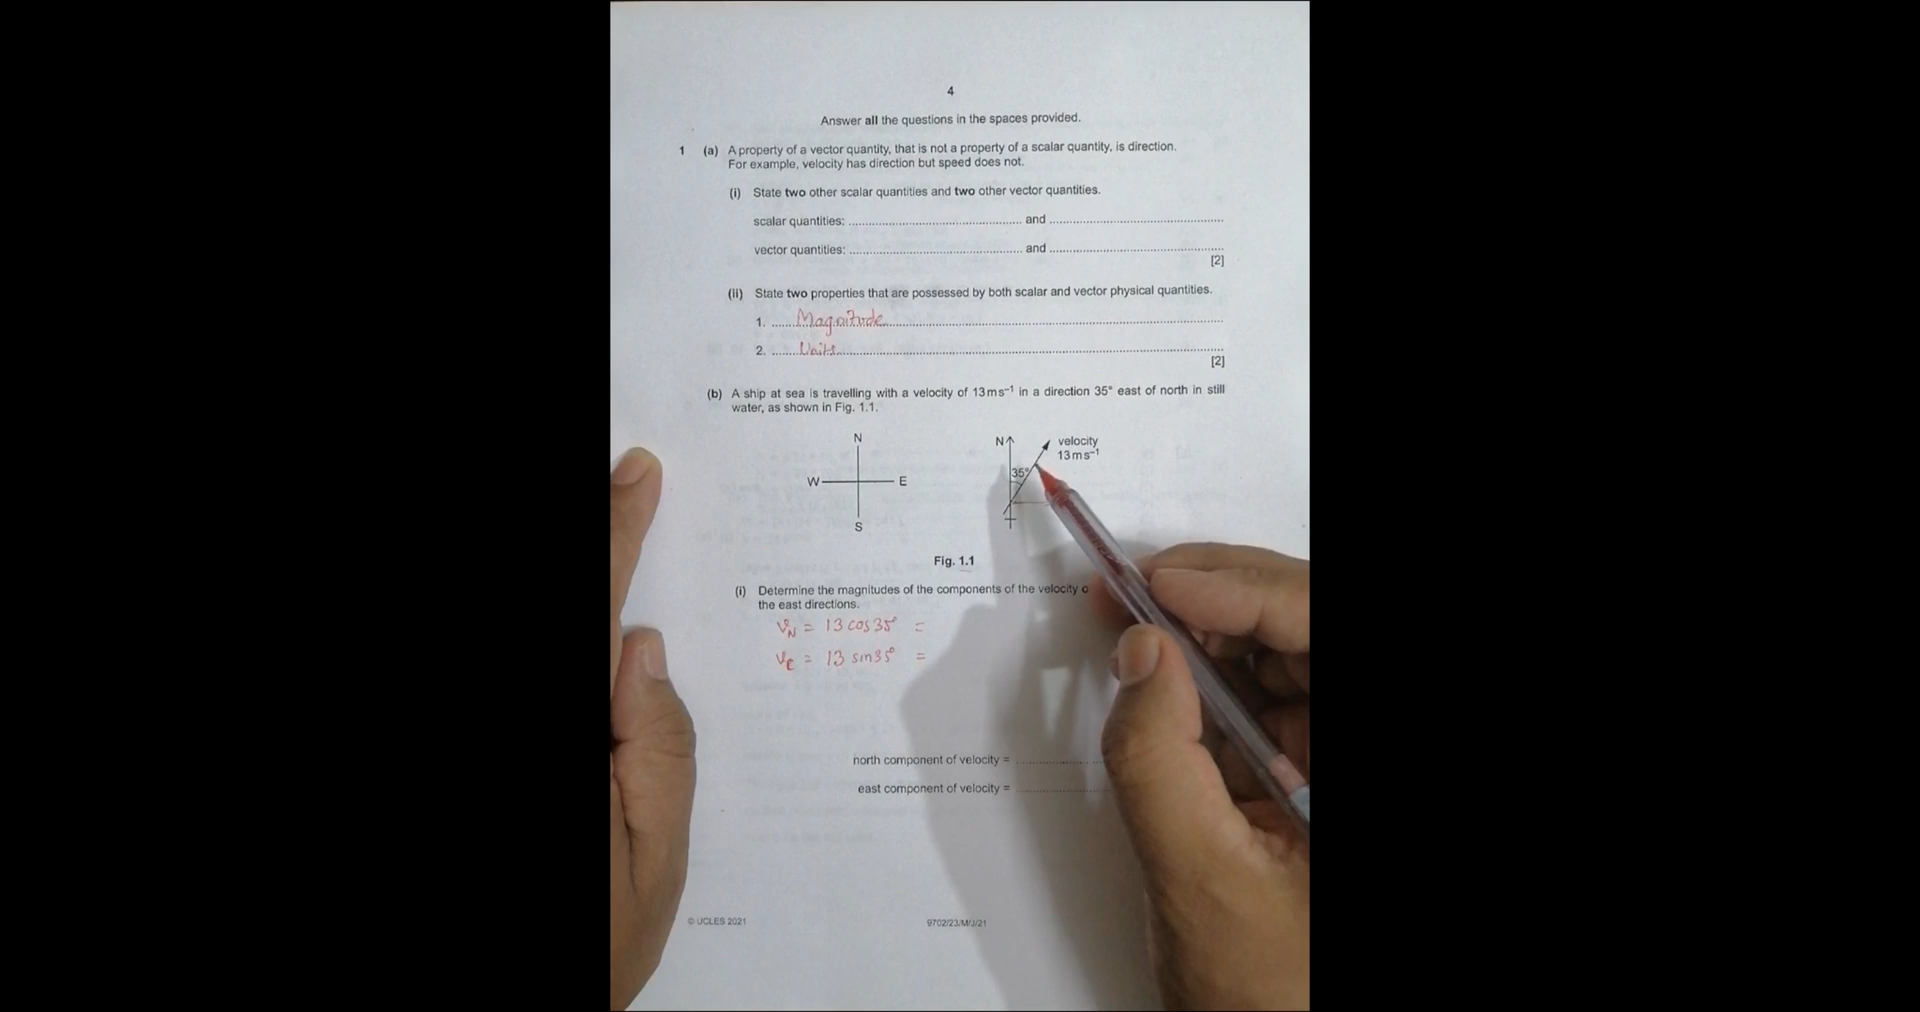 4
Answer all the questions in the spaces provided.
1 (a) A property of a vector quantity, that is not a property of a scalar quantity, is direction.
For example, velocity has direction but speed does not.
(i) State two other scalar quantities and two other vector quantities.
scalar quantities: ................................................ and ................................................
vector quantities: ................................................ and ................................................
[2]
(ii) State two properties that are possessed by both scalar and vector physical quantities.
1. ......Magnitude......
2. ......Units......
[2]
(b) A ship at sea is travelling with a velocity of 13 m s⁻¹ in a direction 35° east of north in still
water, as shown in Fig. 1.1.
N
W E
S
N
35°
velocity
13 m s⁻¹
Fig. 1.1
(i) Determine the magnitudes of the components of the velocity o
the east directions.
V_N = 13 cos 35° =
V_E = 13 sin 35° =
north component of velocity = ......................
east component of velocity = ......................
© UCLES 2021
9702/23/M/J/21